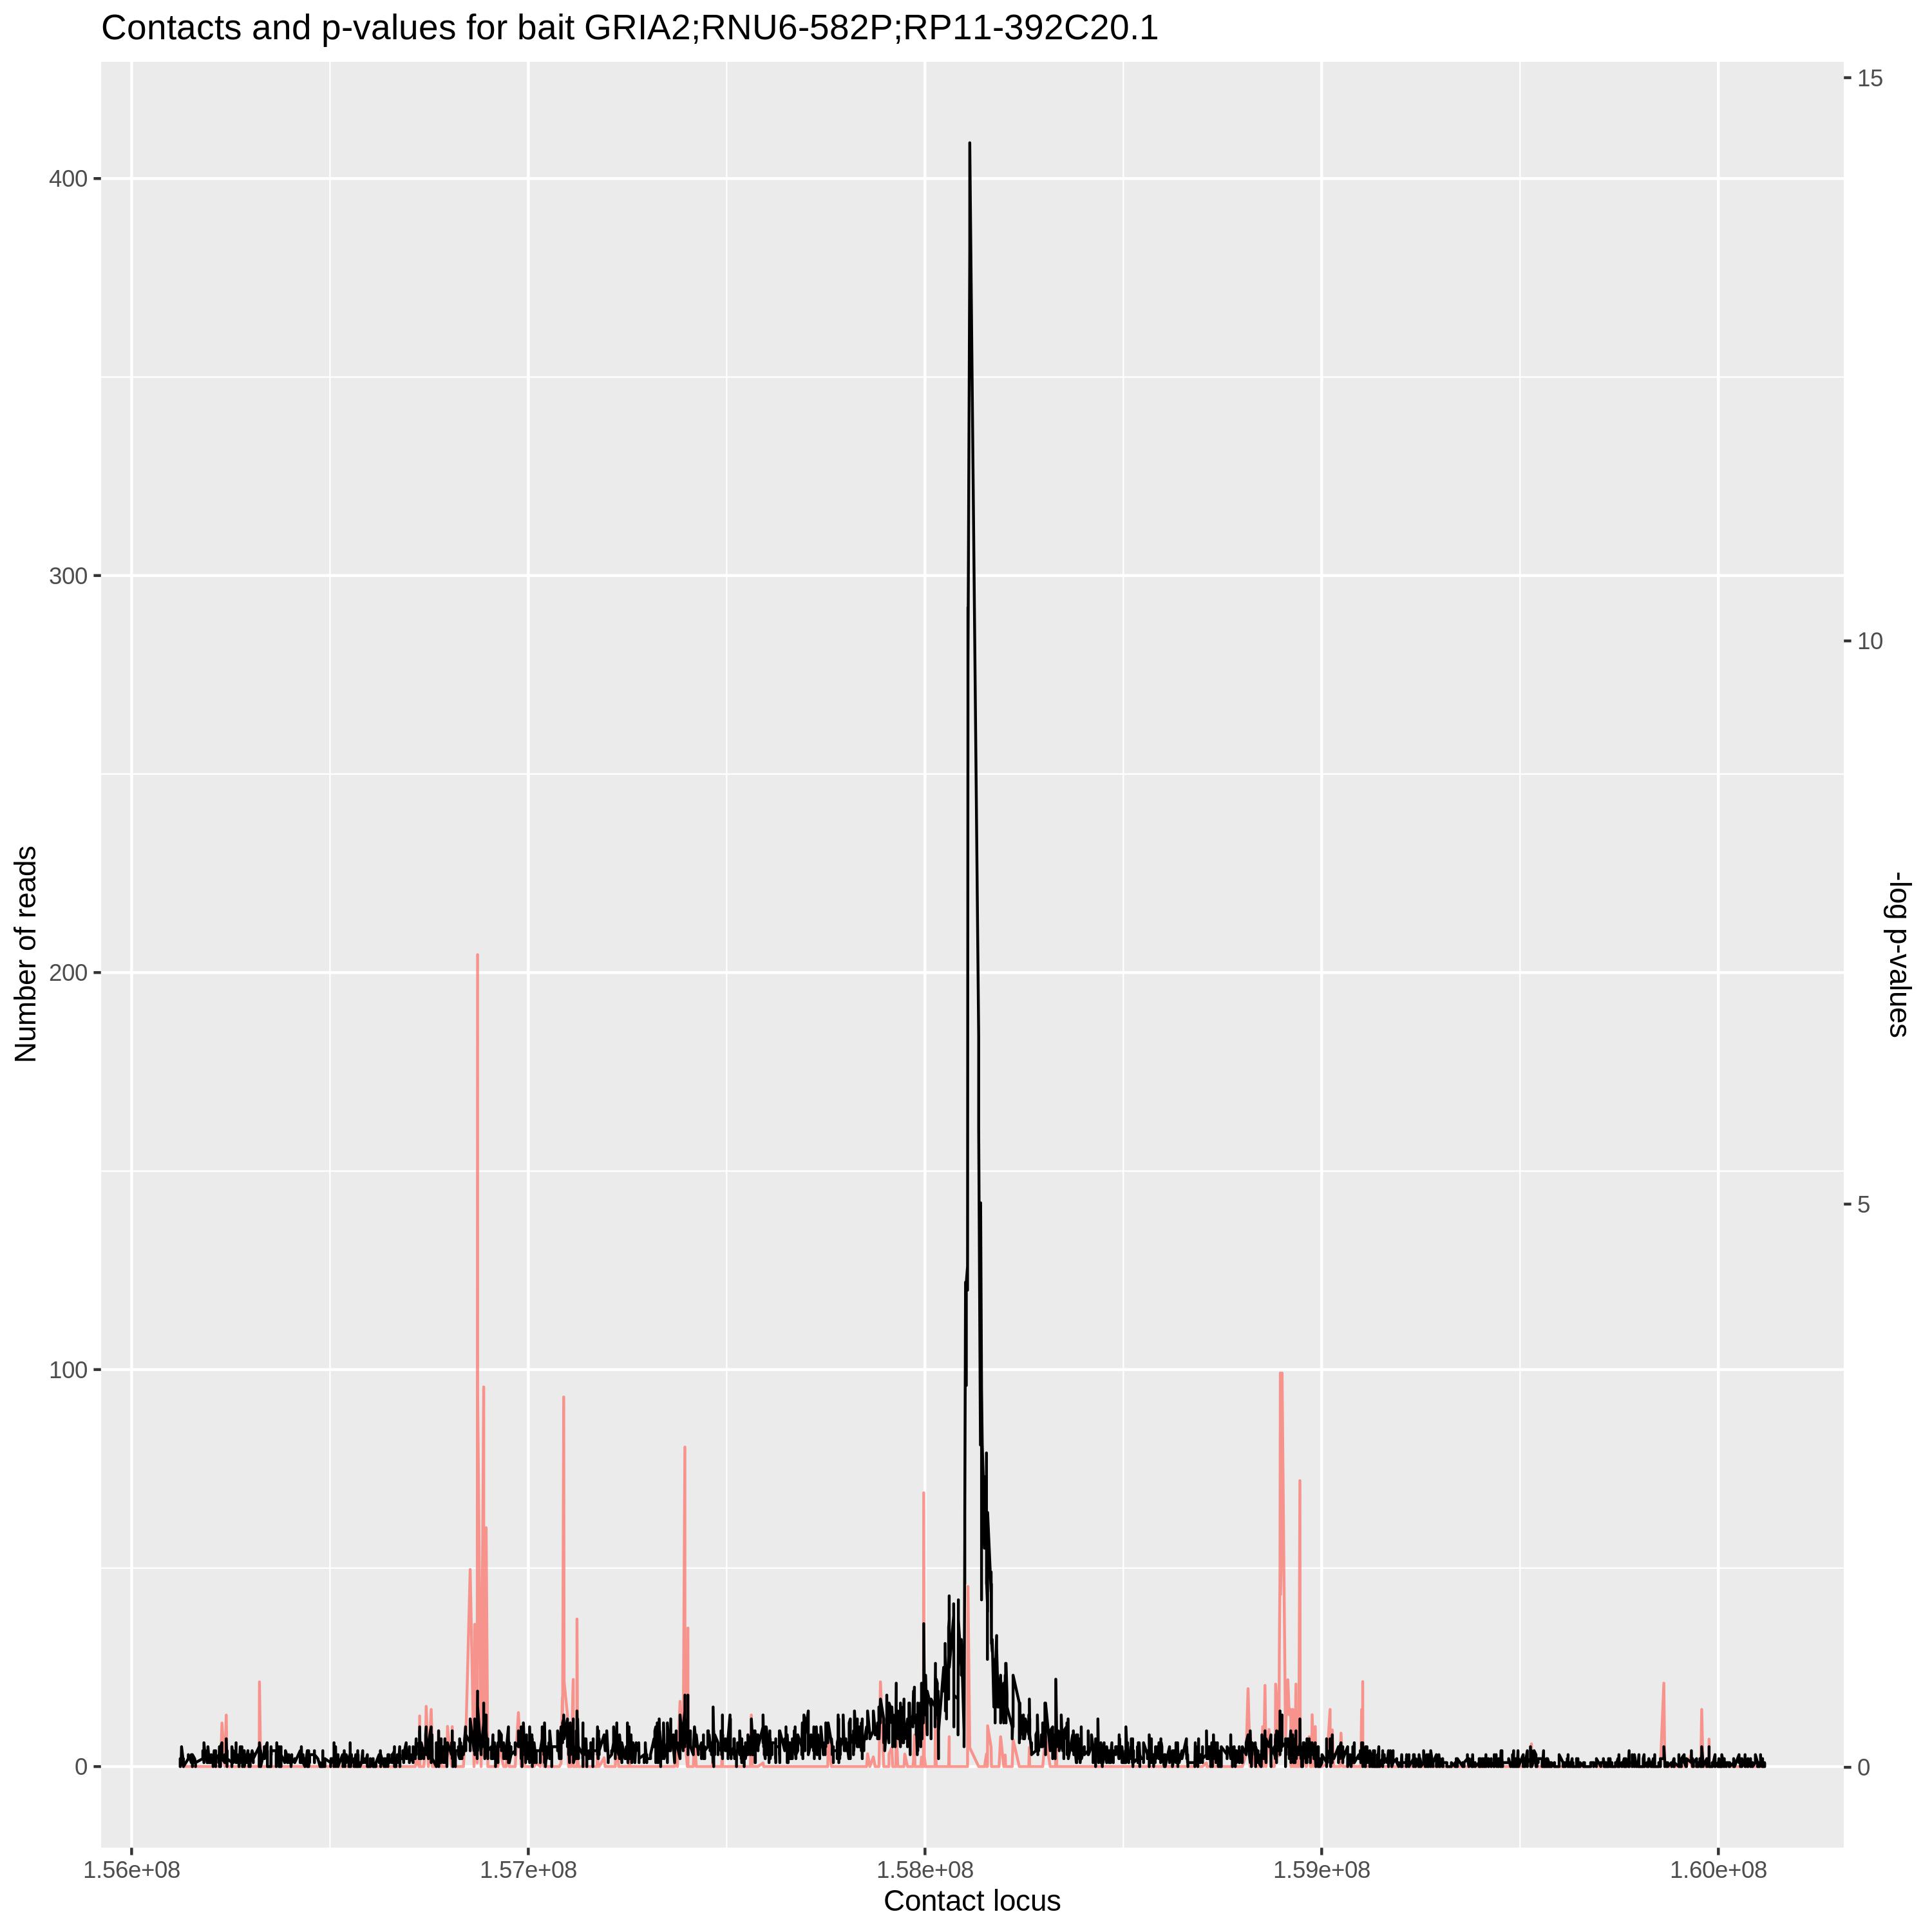 Contacts and p-values for bait GRIA2;RNU6-582P;RP11-392C20.1
15
400
10
300
Number of reads
-log p-values
200
5
100
0
0
1.56e+08
1.57e+08
1.58e+08
1.59e+08
1.60e+08
Contact locus